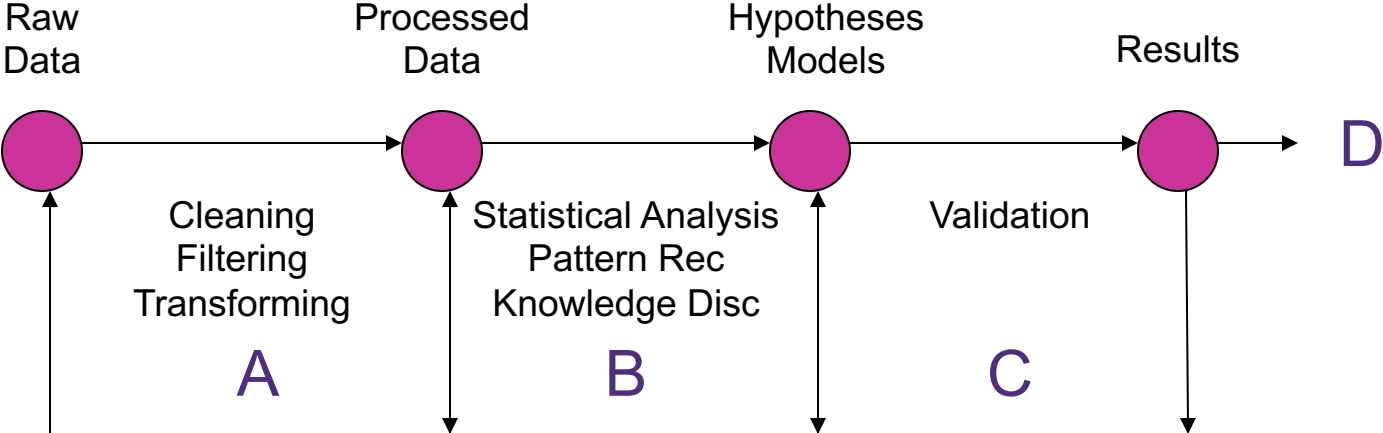 Raw
Data
Processed
Data
Hypotheses
Models
Results
D
Cleaning
Filtering
Transforming
A
Statistical Analysis
Pattern Rec
Knowledge Disc
B
Validation
C